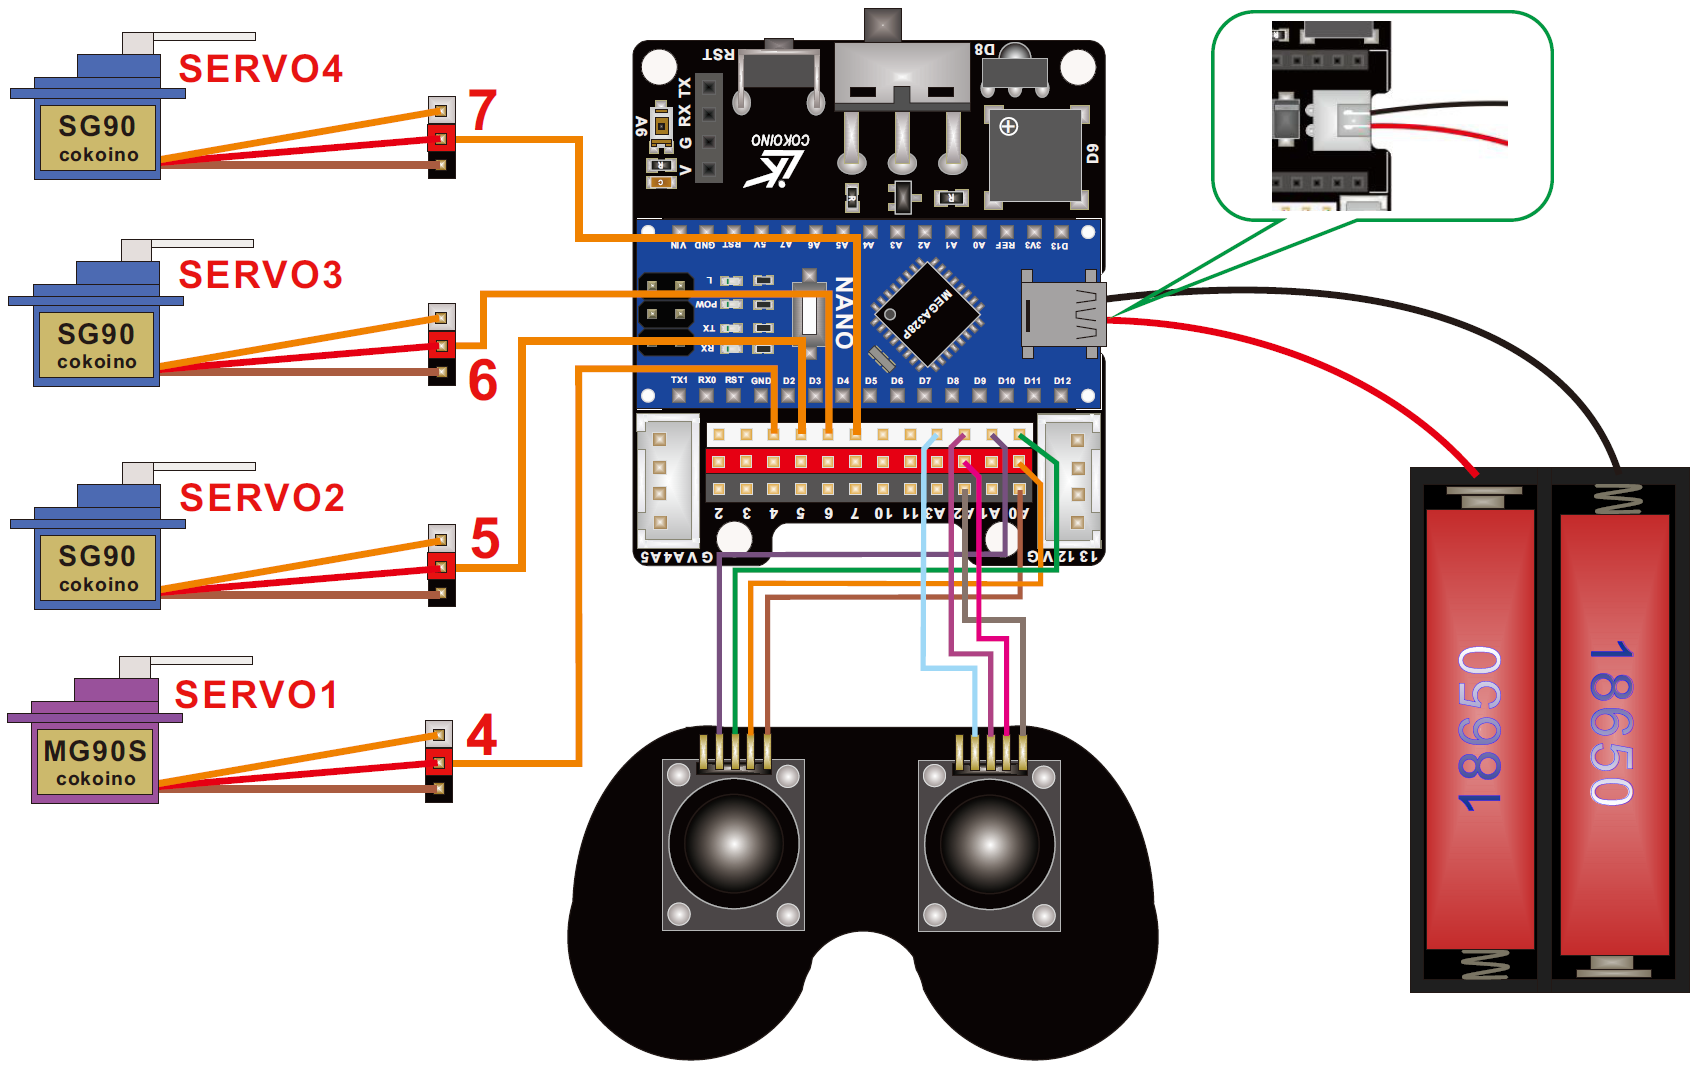 SERVO4
SG90
cokoino
7
SERVO3
SG90
cokoino
6
SERVO2
SG90
cokoino
5
SERVO1
MG90S
cokoino
4
RST
D8
TX
RX
G
V
A6
R
C
COKOINO
D9
R
R
VIN GND RST 5V A7 A6 A5 A4 A3 A2 A1 A0 REF 3V3 D13
L
POW
TX
RX
NANO
MEGA328P
TX1 RX0 RST GND D2 D3 D4 D5 D6 D7 D8 D9 D10 D11 D12
2 3 4 5 6 7 10 11 A3 A2 A1 A0
GVA4A5
13 12 V G
18650
18650